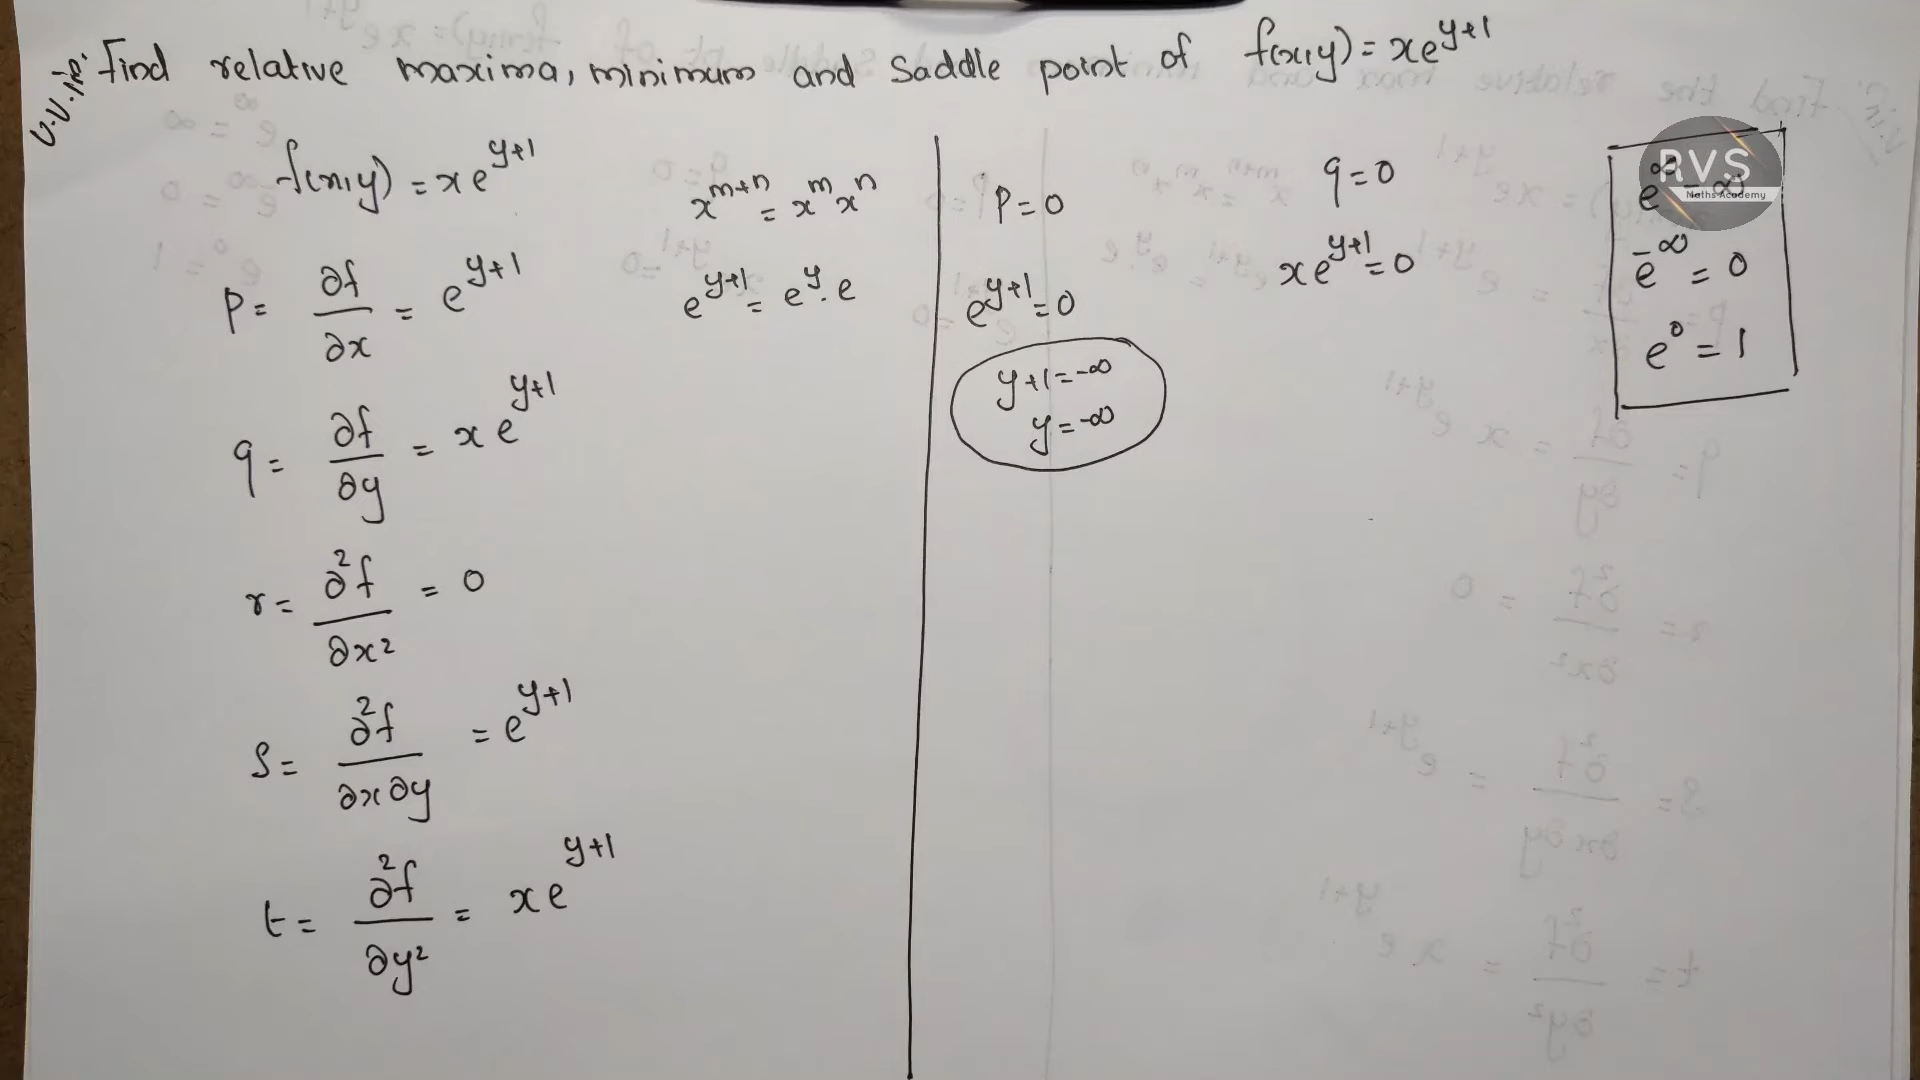 V.V.ip. Find relative maxima, minimum and Saddle point of f(x,y) = xe^{y+1}
f(x,y) = xe^{y+1}
p = ∂f/∂x = e^{y+1}
q = ∂f/∂y = xe^{y+1}
r = ∂²f/∂x² = 0
s = ∂²f/∂x∂y = e^{y+1}
t = ∂²f/∂y² = xe^{y+1}
x^{m+n} = x^m x^n
e^{y+1} = e^y · e
P = 0
e^{y+1} = 0
y+1 = -∞
y = -∞
q = 0
xe^{y+1} = 0
e^∞ = ∞
e^{-∞} = 0
e^0 = 1
RVS
Maths Academy